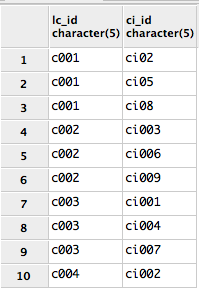 lc_id ci_id
character(5) character(5)
1 c001 ci02
2 c001 ci05
3 c001 ci08
4 c002 ci003
5 c002 ci006
6 c002 ci009
7 c003 ci001
8 c003 ci004
9 c003 ci007
10 c004 ci002